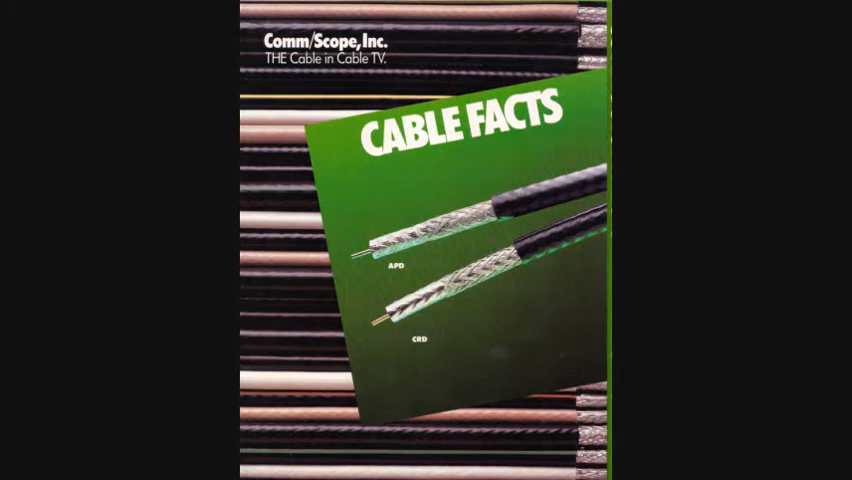 Comm/Scope, Inc.
THE Cable in Cable TV.
CABLE FACTS
APD
CRD